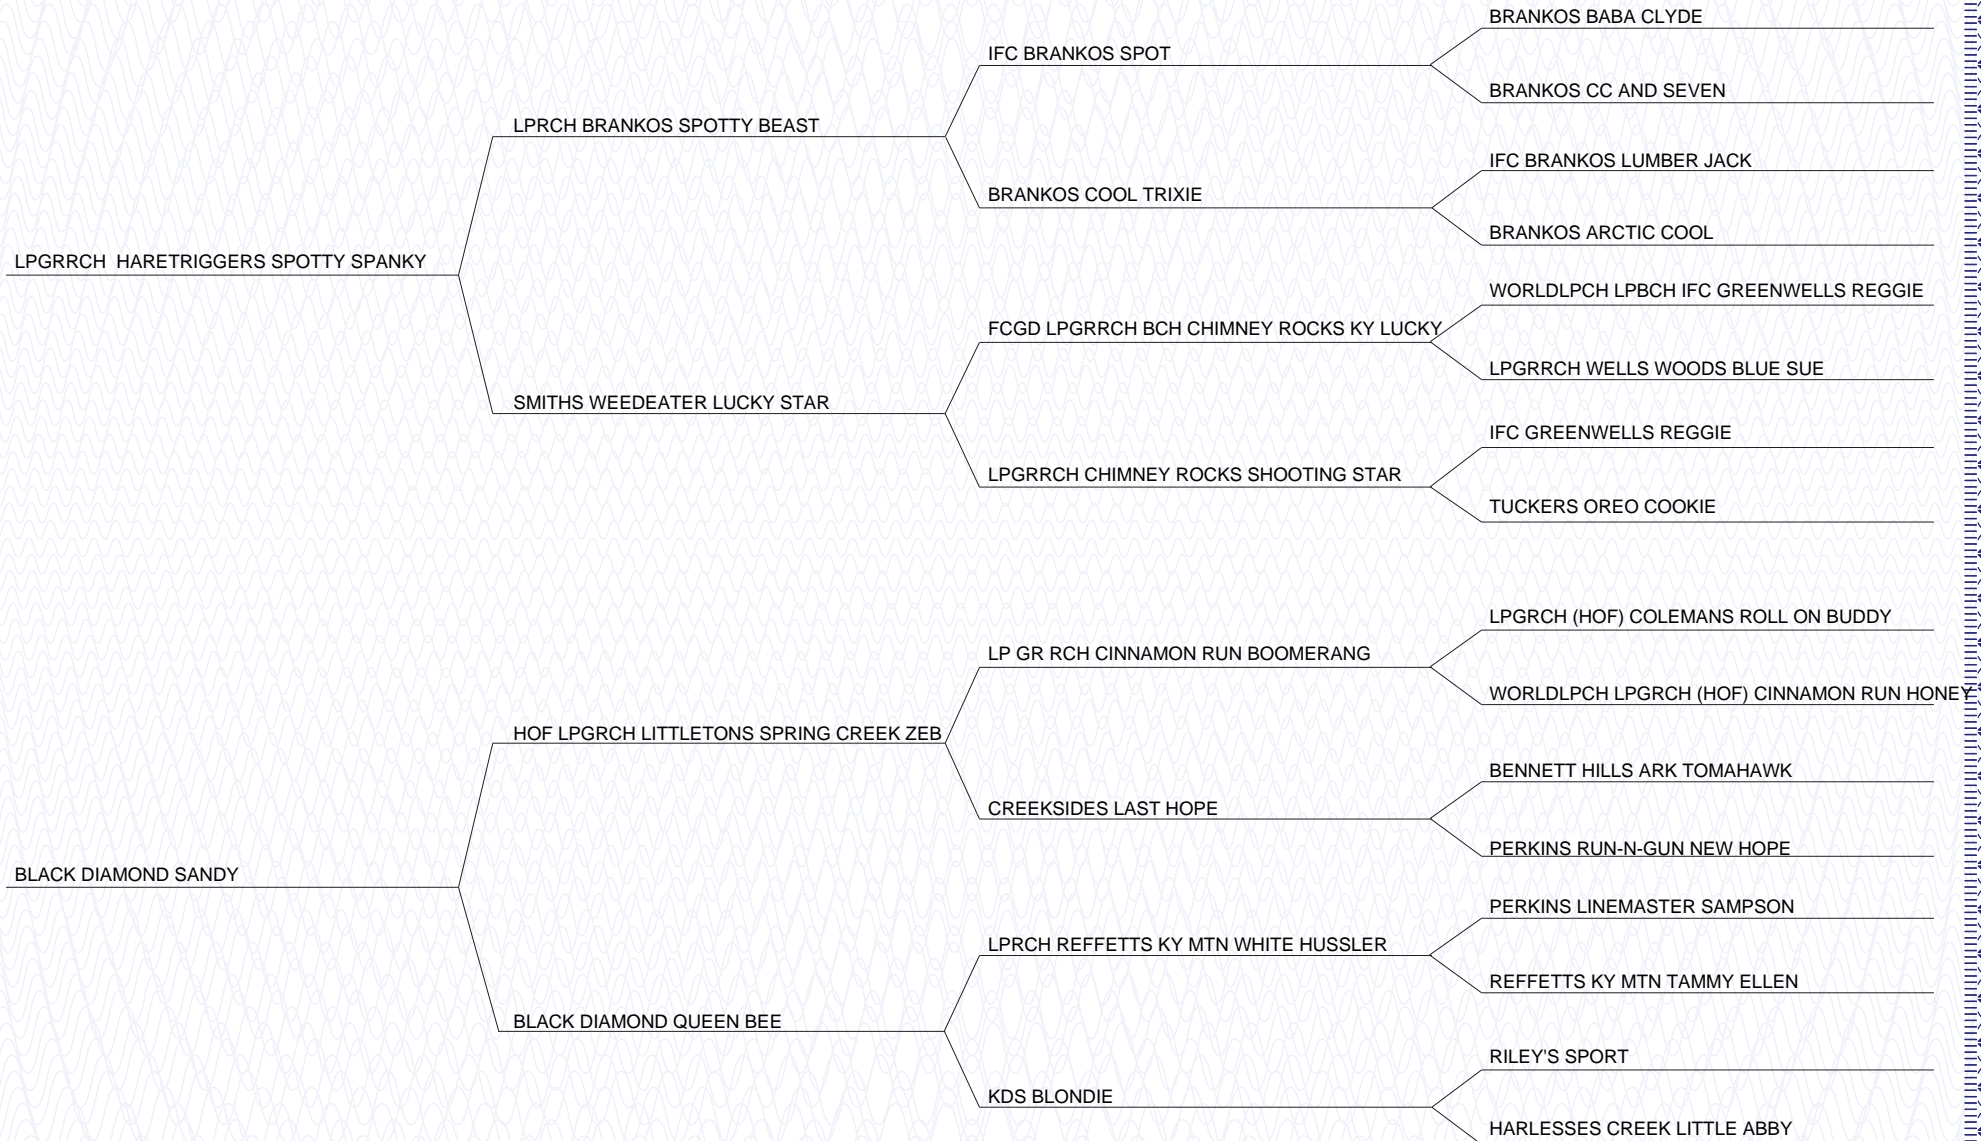 BRANKOS BABA CLYDE
IFC BRANKOS SPOT
BRANKOS CC AND SEVEN
LPRCH BRANKOS SPOTTY BEAST
IFC BRANKOS LUMBER JACK
BRANKOS COOL TRIXIE
BRANKOS ARCTIC COOL
LPGRRCH  HARETRIGGERS SPOTTY SPANKY
WORLDLPCH LPBCH IFC GREENWELLS REGGIE
FCGD LPGRRCH BCH CHIMNEY ROCKS KY LUCKY
LPGRRCH WELLS WOODS BLUE SUE
SMITHS WEEDEATER LUCKY STAR
IFC GREENWELLS REGGIE
LPGRRCH CHIMNEY ROCKS SHOOTING STAR
TUCKERS OREO COOKIE
LPGRCH (HOF) COLEMANS ROLL ON BUDDY
LP GR RCH CINNAMON RUN BOOMERANG
WORLDLPCH LPGRCH (HOF) CINNAMON RUN HONEY
HOF LPGRCH LITTLETONS SPRING CREEK ZEB
BENNETT HILLS ARK TOMAHAWK
CREEKSIDES LAST HOPE
PERKINS RUN-N-GUN NEW HOPE
BLACK DIAMOND SANDY
PERKINS LINEMASTER SAMPSON
LPRCH REFFETTS KY MTN WHITE HUSSLER
REFFETTS KY MTN TAMMY ELLEN
BLACK DIAMOND QUEEN BEE
RILEY'S SPORT
KDS BLONDIE
HARLESSES CREEK LITTLE ABBY